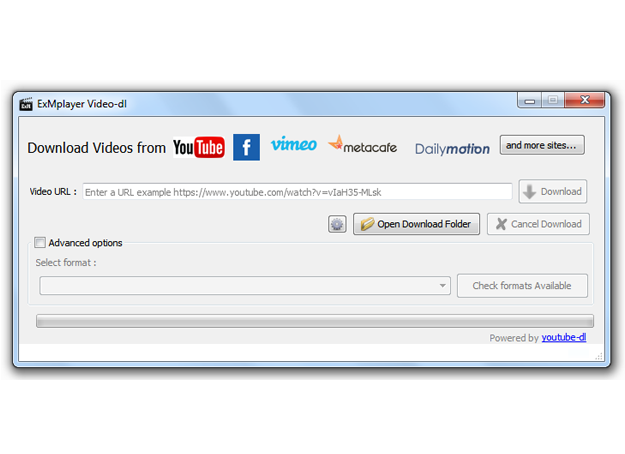 ExM
ExMplayer Video-dl
Download Videos from YouTube f vimeo metacafe Dailymotion and more sites...
Video URL : Enter a URL example https://www.youtube.com/watch?v=vIaH35-MLsk Download
Open Download Folder Cancel Download
Advanced options
Select format :
Check formats Available
Powered by youtube-dl